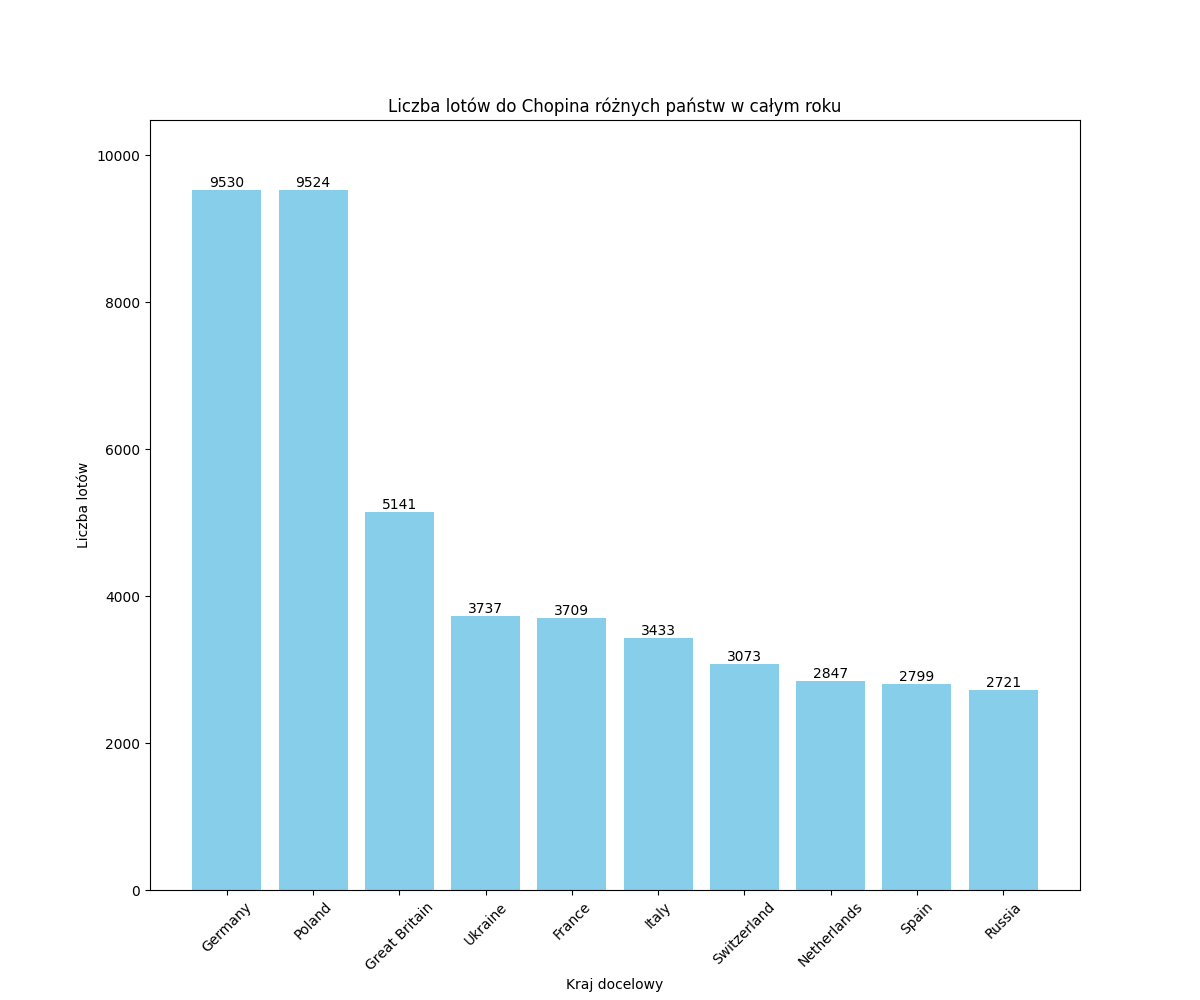 Liczba lotów do Chopina różnych państw w całym roku
10000
8000
6000
4000
2000
0
Liczba lotów
9530
9524
5141
3737
3709
3433
3073
2847
2799
2721
Germany
Poland
Great Britain
Ukraine
France
Italy
Switzerland
Netherlands
Spain
Russia
Kraj docelowy